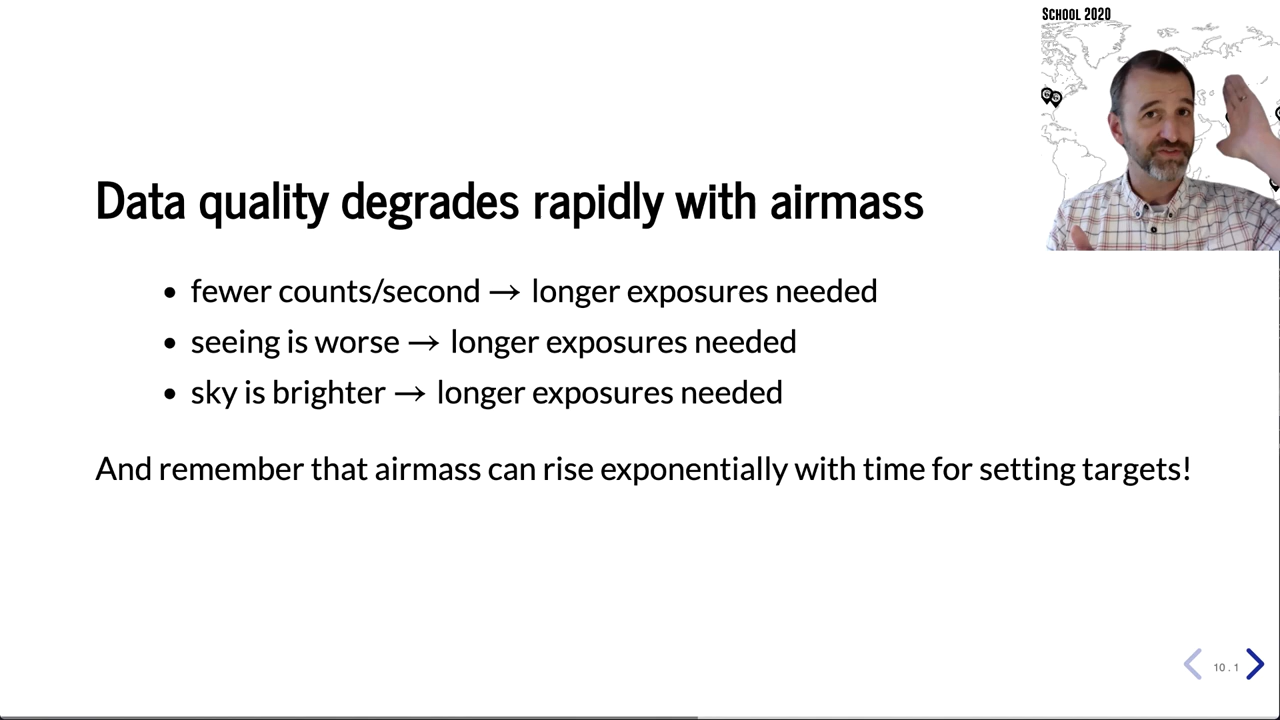 School 2020
Data quality degrades rapidly with airmass
• fewer counts/second → longer exposures needed
• seeing is worse → longer exposures needed
• sky is brighter → longer exposures needed
And remember that airmass can rise exponentially with time for setting targets!
10 . 1